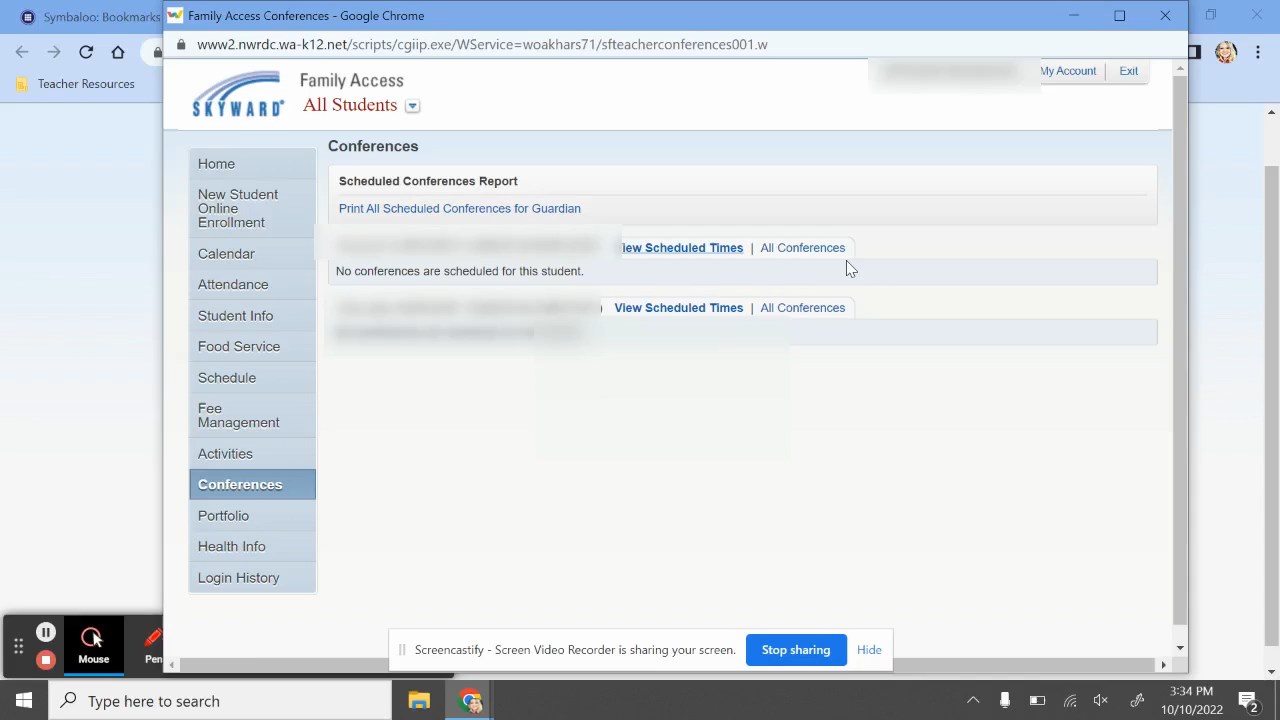 Symbaloo: Bookmarks
Family Access Conferences - Google Chrome
www2.nwrdc.wa-k12.net/scripts/cgiip.exe/WService=woakhars71/sfteacherconferences001.w
Teacher Resources
SKYWARD
Family Access
All Students
My Account
Exit
Home
New Student
Online
Enrollment
Calendar
Attendance
Student Info
Food Service
Schedule
Fee
Management
Activities
Conferences
Portfolio
Health Info
Login History
Conferences
Scheduled Conferences Report
Print All Scheduled Conferences for Guardian
View Scheduled Times | All Conferences
No conferences are scheduled for this student.
) View Scheduled Times | All Conferences
Mouse
Pen
Screencastify - Screen Video Recorder is sharing your screen.
Stop sharing
Hide
Type here to search
3:34 PM
10/10/2022
2